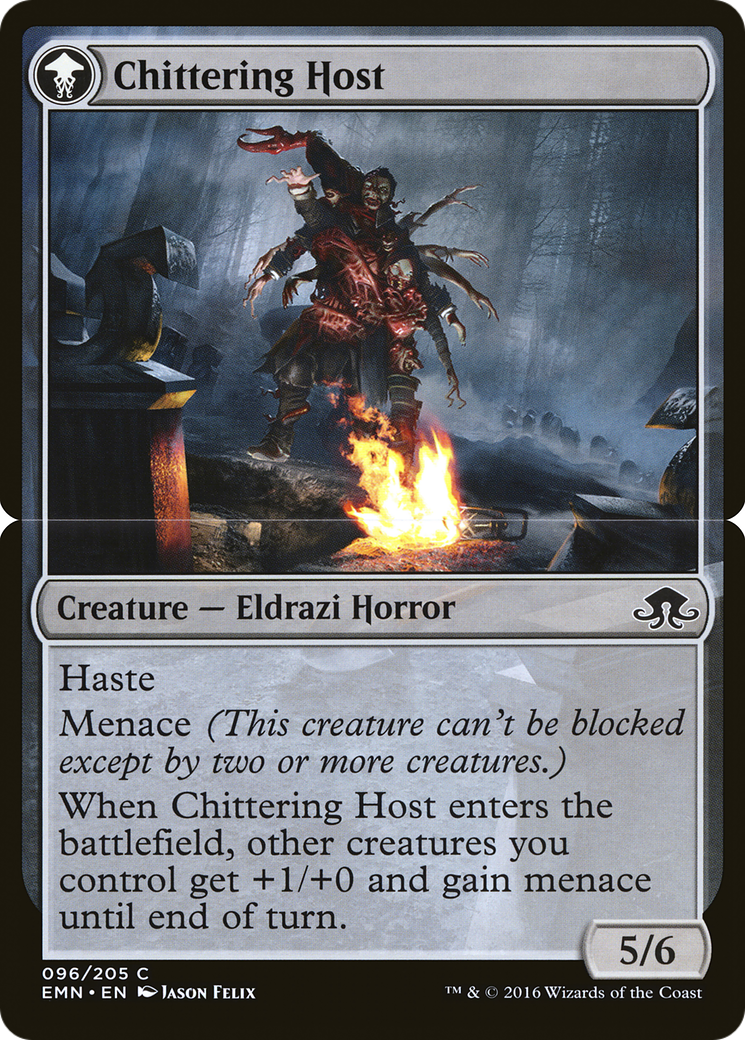 Chittering Host
Creature — Eldrazi Horror
Haste
Menace (This creature can't be blocked
except by two or more creatures.)
When Chittering Host enters the
battlefield, other creatures you
control get +1/+0 and gain menace
until end of turn.
5/6
096/205 C
EMN • EN Jason Felix
™ & © 2016 Wizards of the Coast